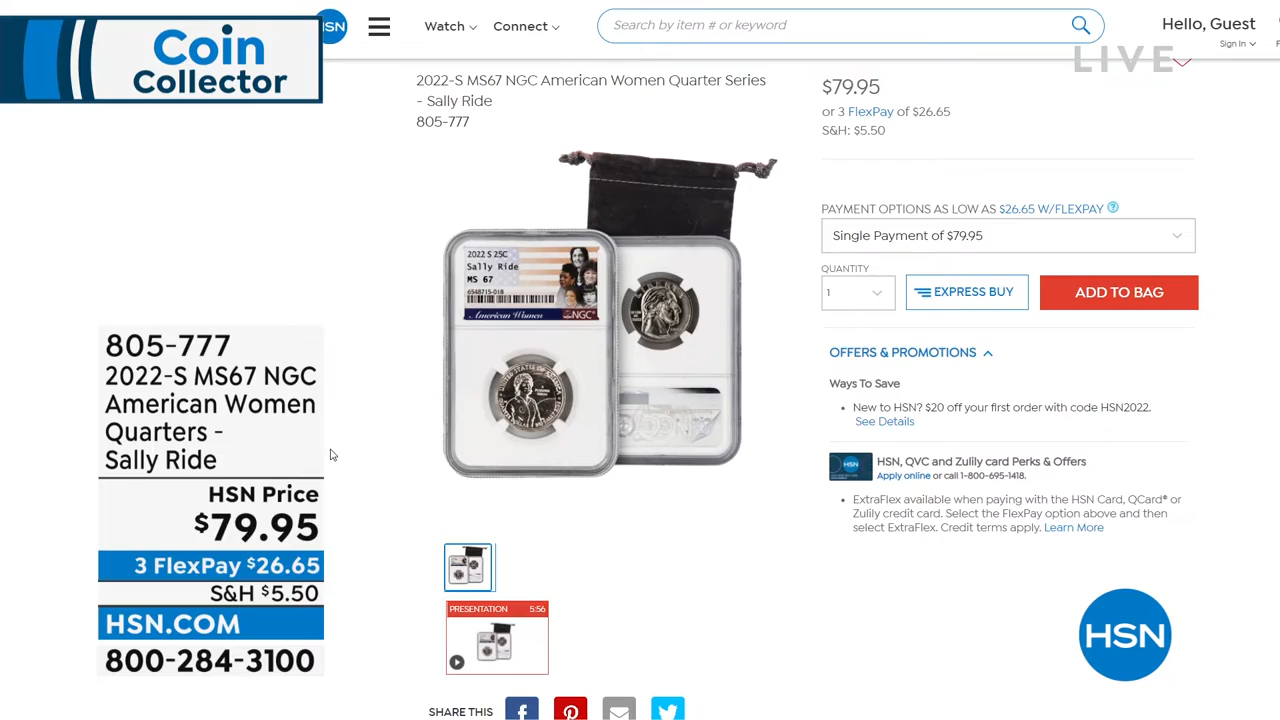 Coin
Collector
HSN
Watch
Connect
Search by item # or keyword
Hello, Guest
Sign In
LIVE
2022-S MS67 NGC American Women Quarter Series
- Sally Ride
805-777
$79.95
or 3 FlexPay of $26.65
S&H: $5.50
PAYMENT OPTIONS AS LOW AS $26.65 W/FLEXPAY ?
Single Payment of $79.95
QUANTITY
1
EXPRESS BUY
ADD TO BAG
OFFERS & PROMOTIONS
Ways To Save
• New to HSN? $20 off your first order with code HSN2022.
See Details
HSN
HSN, QVC and Zulily card Perks & Offers
Apply online or call 1-800-695-1418.
• ExtraFlex available when paying with the HSN Card, QCard® or
Zulily credit card. Select the FlexPay option above and then
select ExtraFlex. Credit terms apply. Learn More
2022 S 25C
Sally Ride
MS 67
6548715-018
American Women
NGC
805-777
2022-S MS67 NGC
American Women
Quarters -
Sally Ride
HSN Price
$79.95
3 FlexPay $26.65
S&H $5.50
HSN.COM
800-284-3100
PRESENTATION 5:56
HSN
SHARE THIS